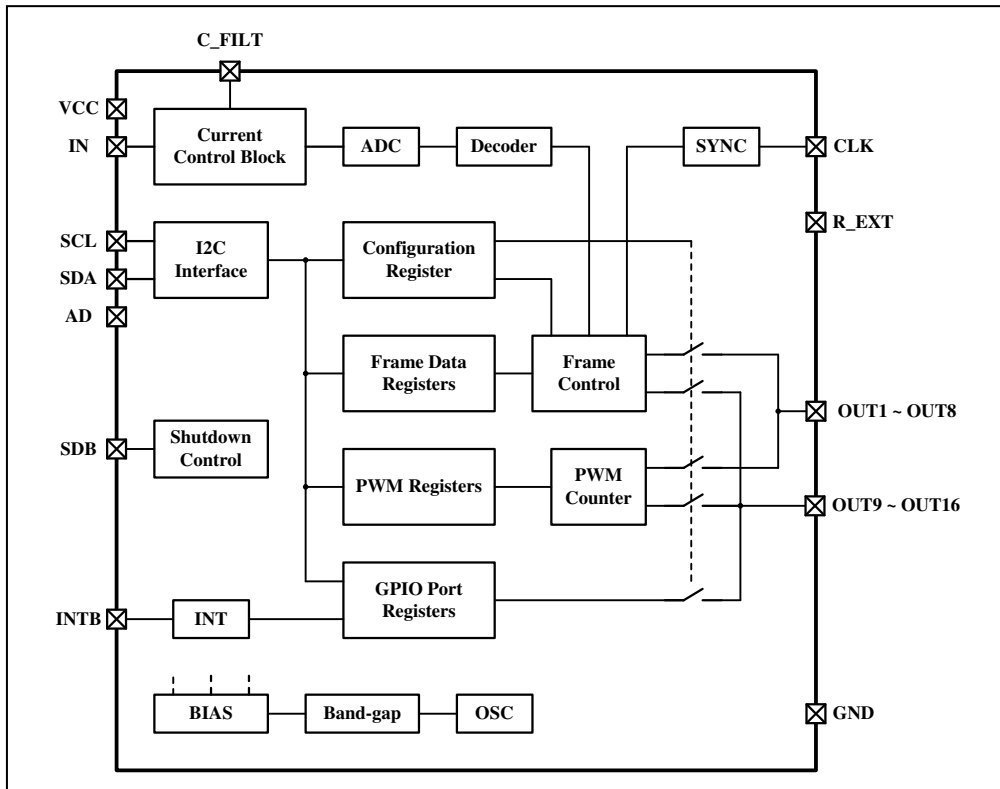 C_FILT
VCC
IN
Current
Control Block
ADC
Decoder
SYNC
CLK
R_EXT
SCL
SDA
AD
I2C
Interface
Configuration
Register
Frame Data
Registers
Frame
Control
OUT1 ~ OUT8
SDB
Shutdown
Control
PWM Registers
PWM
Counter
OUT9 ~ OUT16
GPIO Port
Registers
INTB
INT
BIAS
Band-gap
OSC
GND